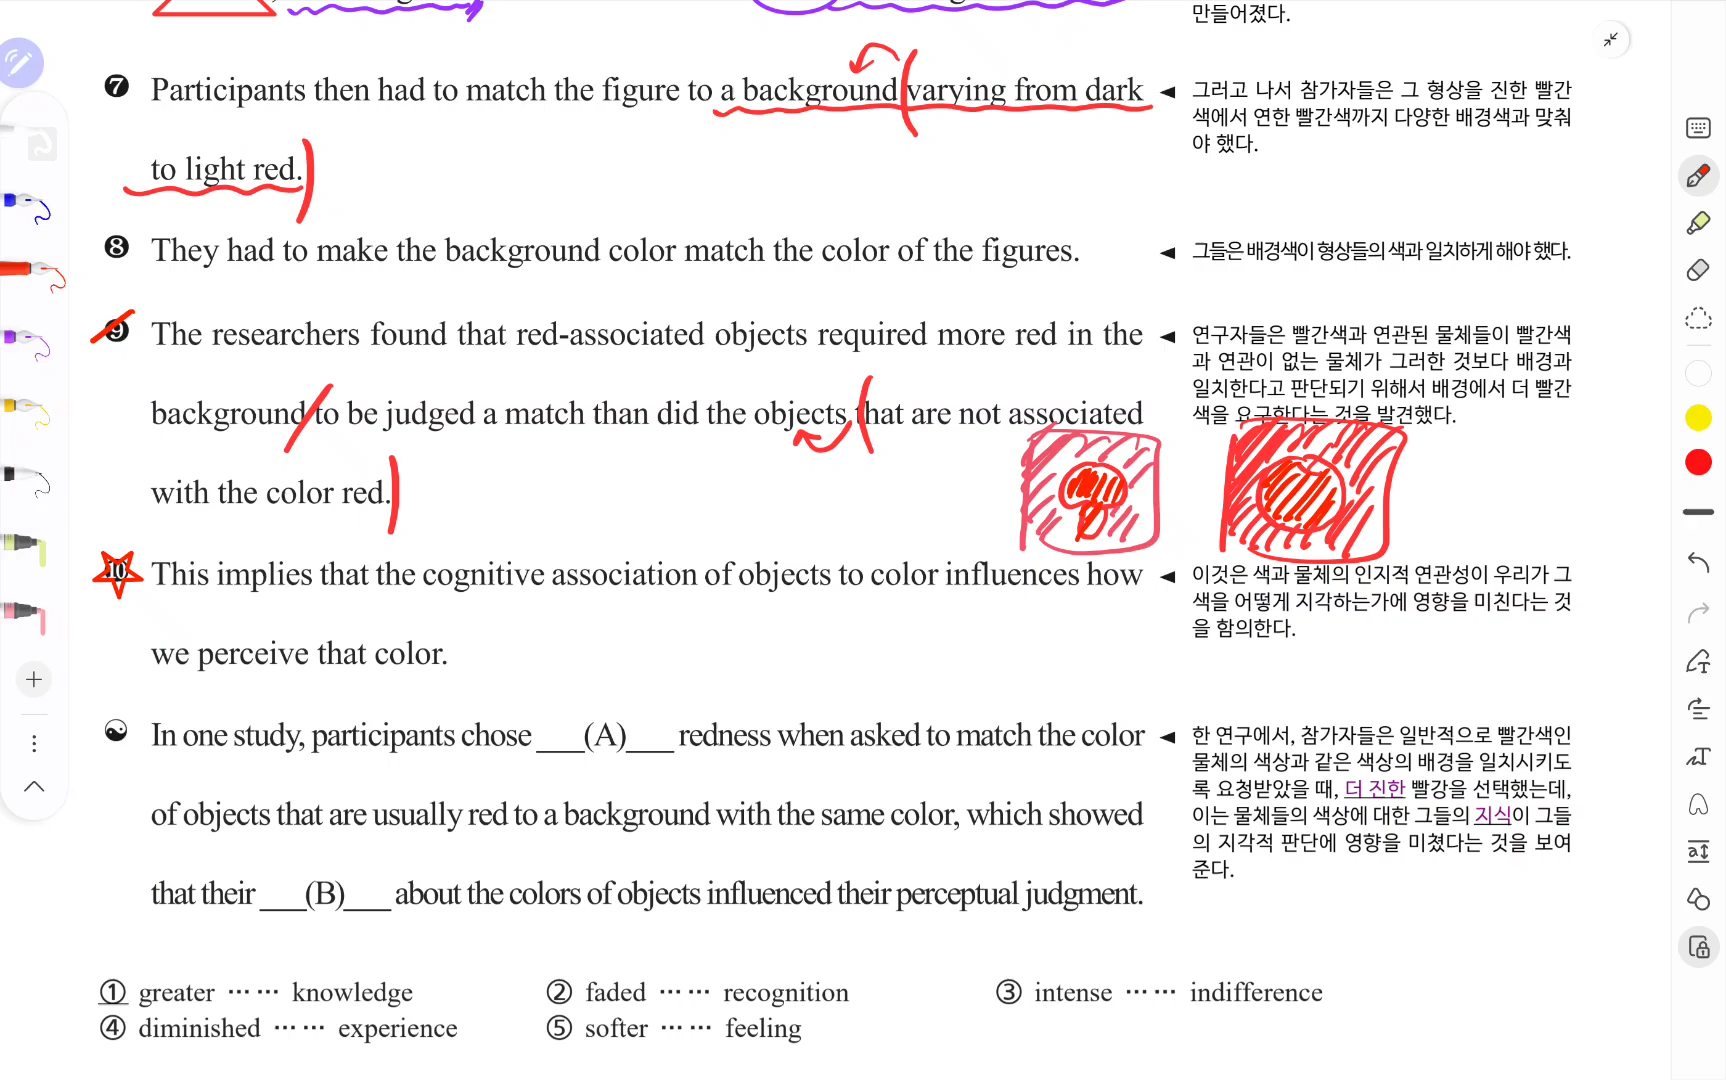 만들어졌다.
❼ Participants then had to match the figure to a background varying from dark
to light red.
◄ 그러고 나서 참가자들은 그 형상을 진한 빨간
색에서 연한 빨간색까지 다양한 배경색과 맞춰
야 했다.
❽ They had to make the background color match the color of the figures.
◄ 그들은 배경색이 형상들의 색과 일치하게 해야 했다.
❾ The researchers found that red-associated objects required more red in the
background to be judged a match than did the objects that are not associated
with the color red.
◄ 연구자들은 빨간색과 연관된 물체들이 빨간색
과 연관이 없는 물체가 그러한 것보다 배경과
일치한다고 판단되기 위해서 배경에서 더 빨간
색을 요구한다는 것을 발견했다.
❿ This implies that the cognitive association of objects to color influences how
we perceive that color.
◄ 이것은 색과 물체의 인지적 연관성이 우리가 그
색을 어떻게 지각하는가에 영향을 미친다는 것
을 함의한다.
☯ In one study, participants chose ___(A)___ redness when asked to match the color
of objects that are usually red to a background with the same color, which showed
that their ___(B)___ about the colors of objects influenced their perceptual judgment.
◄ 한 연구에서, 참가자들은 일반적으로 빨간색인
물체의 색상과 같은 색상의 배경을 일치시키도
록 요청받았을 때, 더 진한 빨강을 선택했는데,
이는 물체들의 색상에 대한 그들의 지식이 그들
의 지각적 판단에 영향을 미쳤다는 것을 보여
준다.
① greater …… knowledge ② faded …… recognition ③ intense …… indifference
④ diminished …… experience ⑤ softer …… feeling